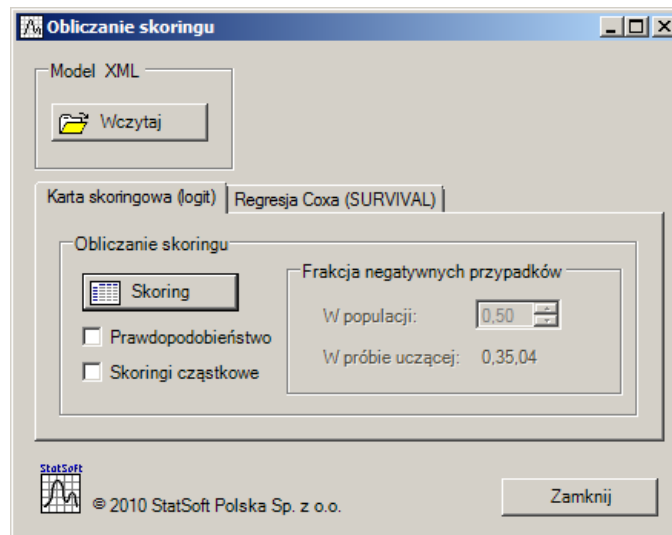 Obliczanie skoringu
Model XML
Wczytaj
Karta skoringowa (logit)
Regresja Coxa (SURVIVAL)
Obliczanie skoringu
Skoring
Prawdopodobieństwo
Skoringi cząstkowe
Frakcja negatywnych przypadków
W populacji: 0,50
W próbie uczącej: 0,35,04
StatSoft
© 2010 StatSoft Polska Sp. z o.o.
Zamknij